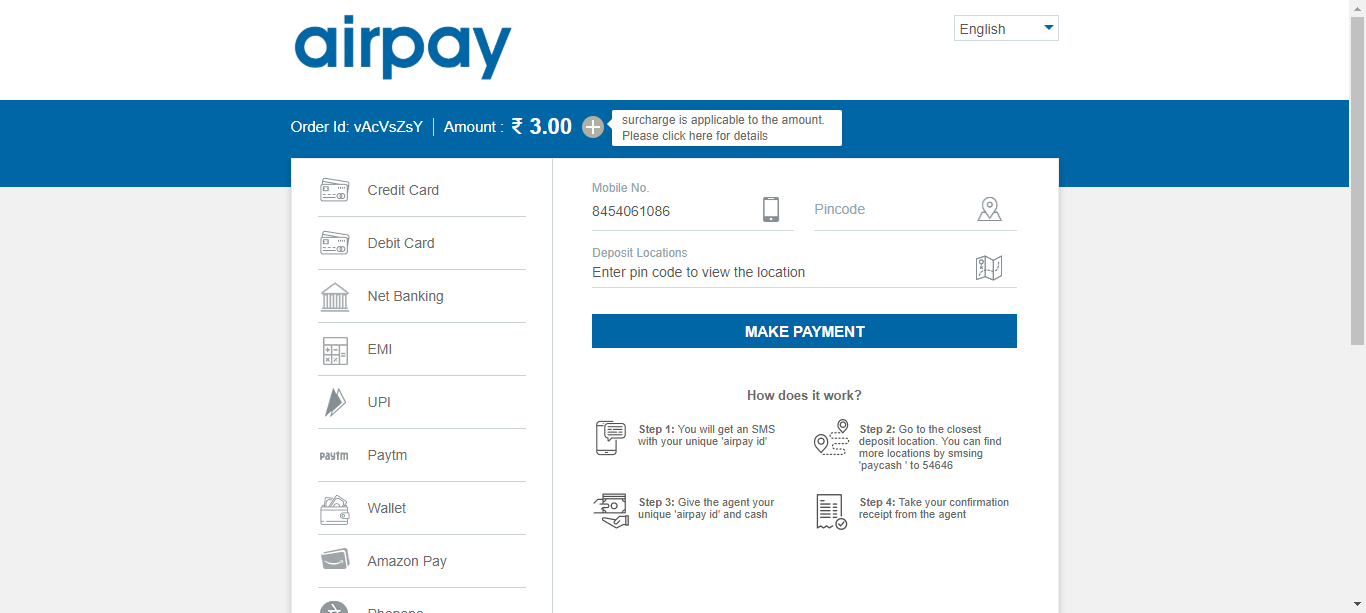 airpay
English
Order Id: vAcVsZsY
Amount : ₹ 3.00
surcharge is applicable to the amount.
Please click here for details
Credit Card
Debit Card
Net Banking
EMI
UPI
Paytm
Paytm
Wallet
Amazon Pay
Phonepe
Mobile No.
8454061086
Pincode
Deposit Locations
Enter pin code to view the location
MAKE PAYMENT
How does it work?
Step 1: You will get an SMS
with your unique 'airpay id'
Step 2: Go to the closest
deposit location. You can find
more locations by smsing
'paycash ' to 54646
Step 3: Give the agent your
unique 'airpay id' and cash
Step 4: Take your confirmation
receipt from the agent